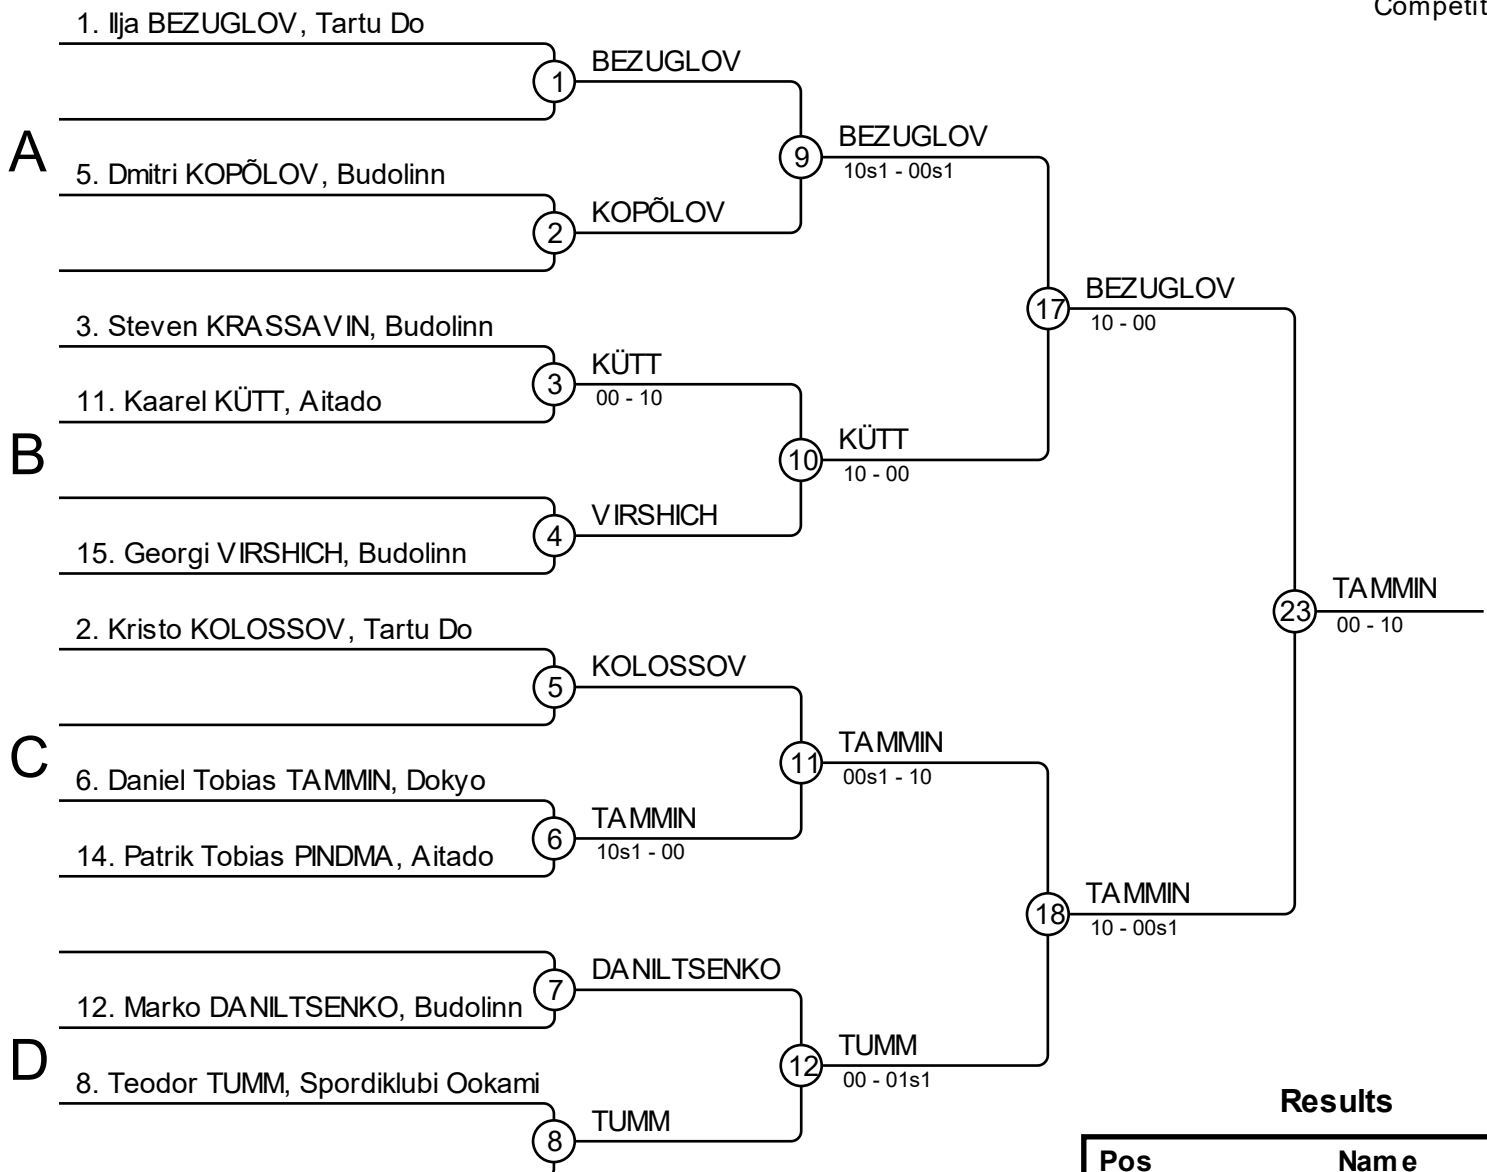 Competit
1. Ilja BEZUGLOV, Tartu Do
1
BEZUGLOV
A
9
BEZUGLOV
10s1 - 00s1
5. Dmitri KOPÕLOV, Budolinn
2
KOPÕLOV
17
BEZUGLOV
10 - 00
3. Steven KRASSAVIN, Budolinn
3
KÜTT
00 - 10
11. Kaarel KÜTT, Aitado
B
10
KÜTT
10 - 00
4
VIRSHICH
15. Georgi VIRSHICH, Budolinn
23
TAMMIN
00 - 10
2. Kristo KOLOSSOV, Tartu Do
5
KOLOSSOV
C
11
TAMMIN
00s1 - 10
6. Daniel Tobias TAMMIN, Dokyo
6
TAMMIN
10s1 - 00
14. Patrik Tobias PINDMA, Aitado
18
TAMMIN
10 - 00s1
7
DANILTSENKO
12. Marko DANILTSENKO, Budolinn
D
12
TUMM
00 - 01s1
8. Teodor TUMM, Spordiklubi Ookami
8
TUMM
Results
Pos Name